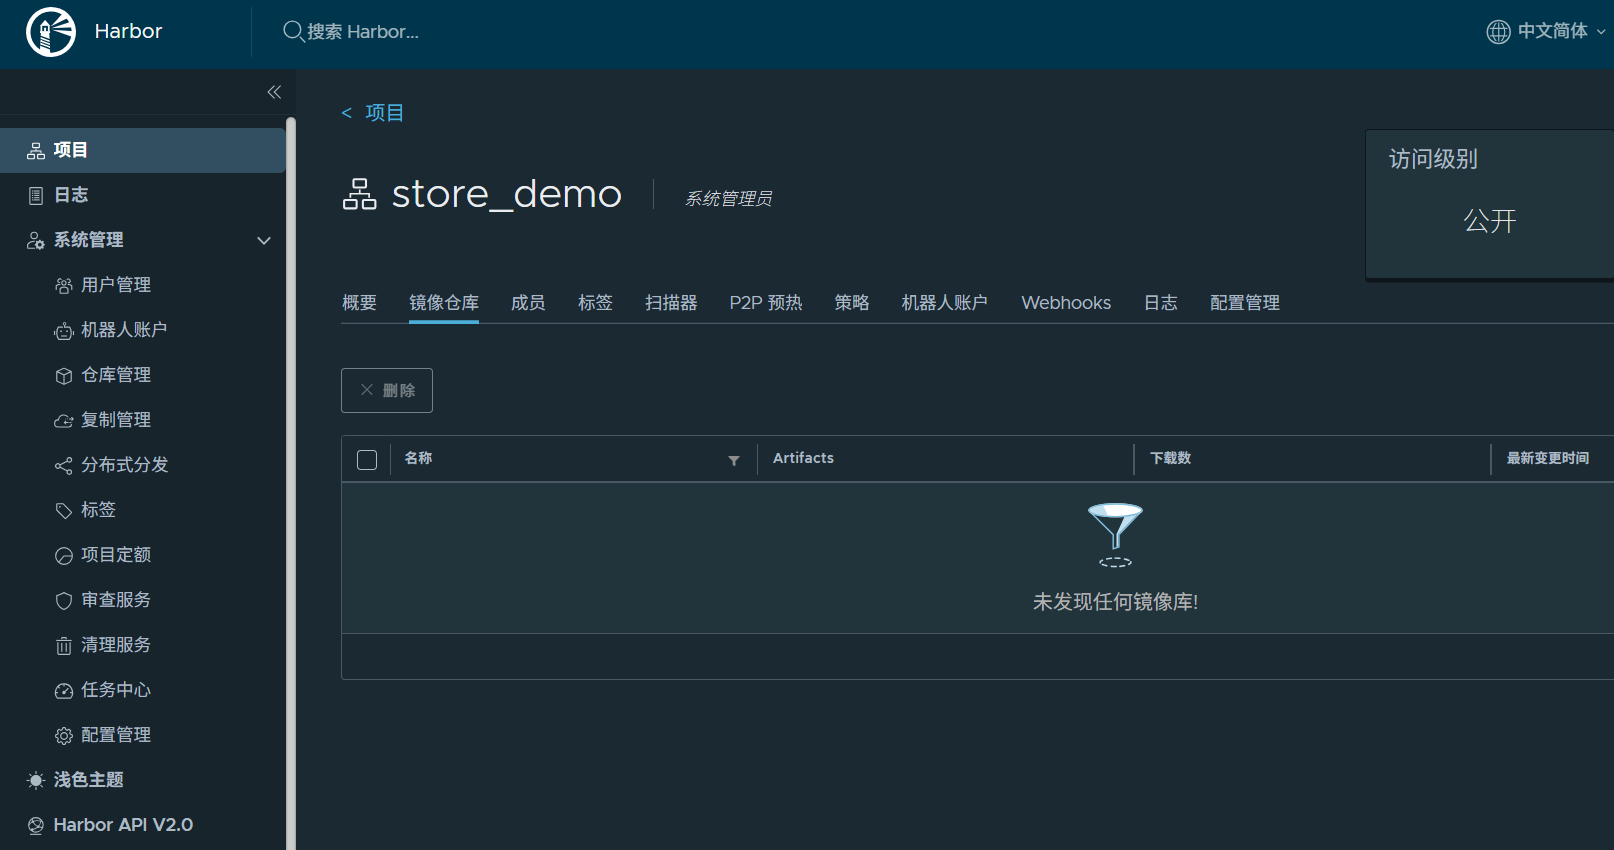 Harbor
搜索 Harbor...
中文简体
项目
日志
系统管理
用户管理
机器人账户
仓库管理
复制管理
分布式分发
标签
项目定额
审查服务
清理服务
任务中心
配置管理
浅色主题
Harbor API V2.0
< 项目
store_demo
系统管理员
访问级别
公开
概要 镜像仓库 成员 标签 扫描器 P2P 预热 策略 机器人账户 Webhooks 日志 配置管理
删除
名称 Artifacts 下载数 最新变更时间
未发现任何镜像库!